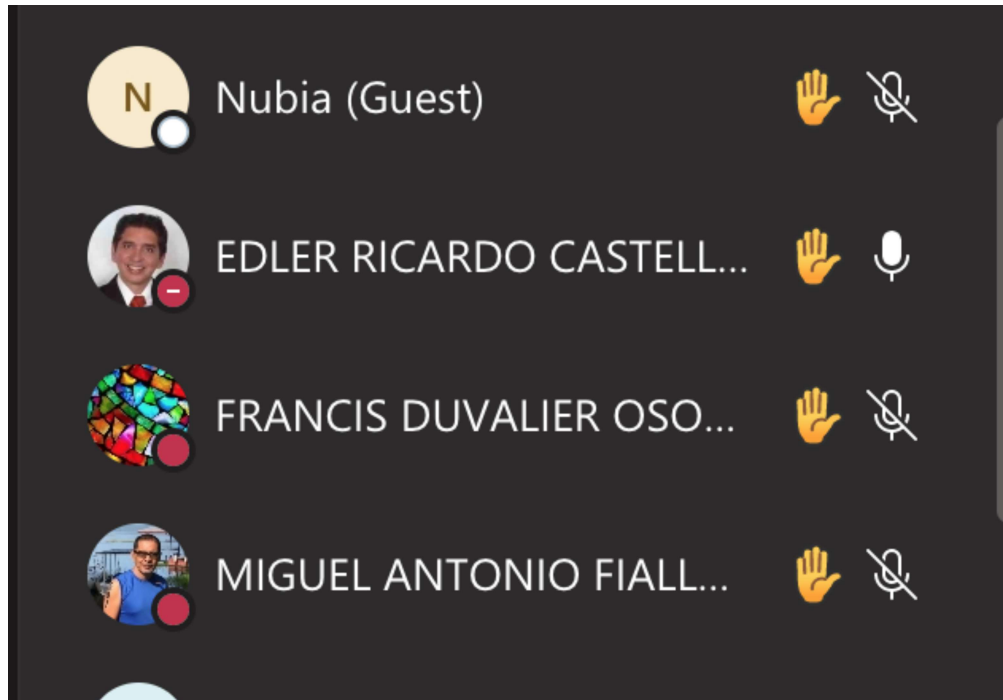 N
Nubia (Guest)
EDLER RICARDO CASTELL...
FRANCIS DUVALIER OSO...
MIGUEL ANTONIO FIALL...